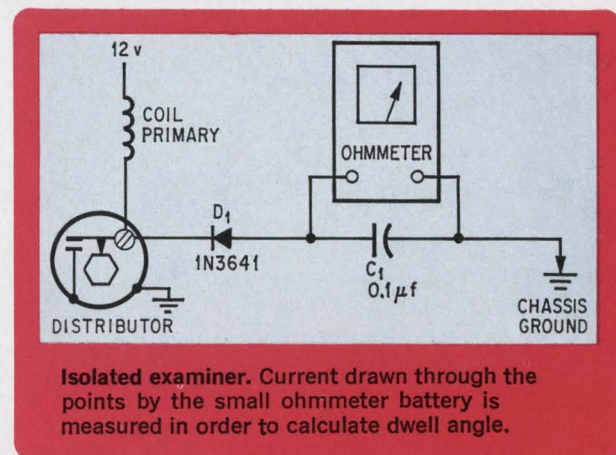 12 v
COIL
PRIMARY
OHMMETER
D1
1N3641
C1
0.1 μf
DISTRIBUTOR
CHASSIS
GROUND
Isolated examiner. Current drawn through the
points by the small ohmmeter battery is
measured in order to calculate dwell angle.